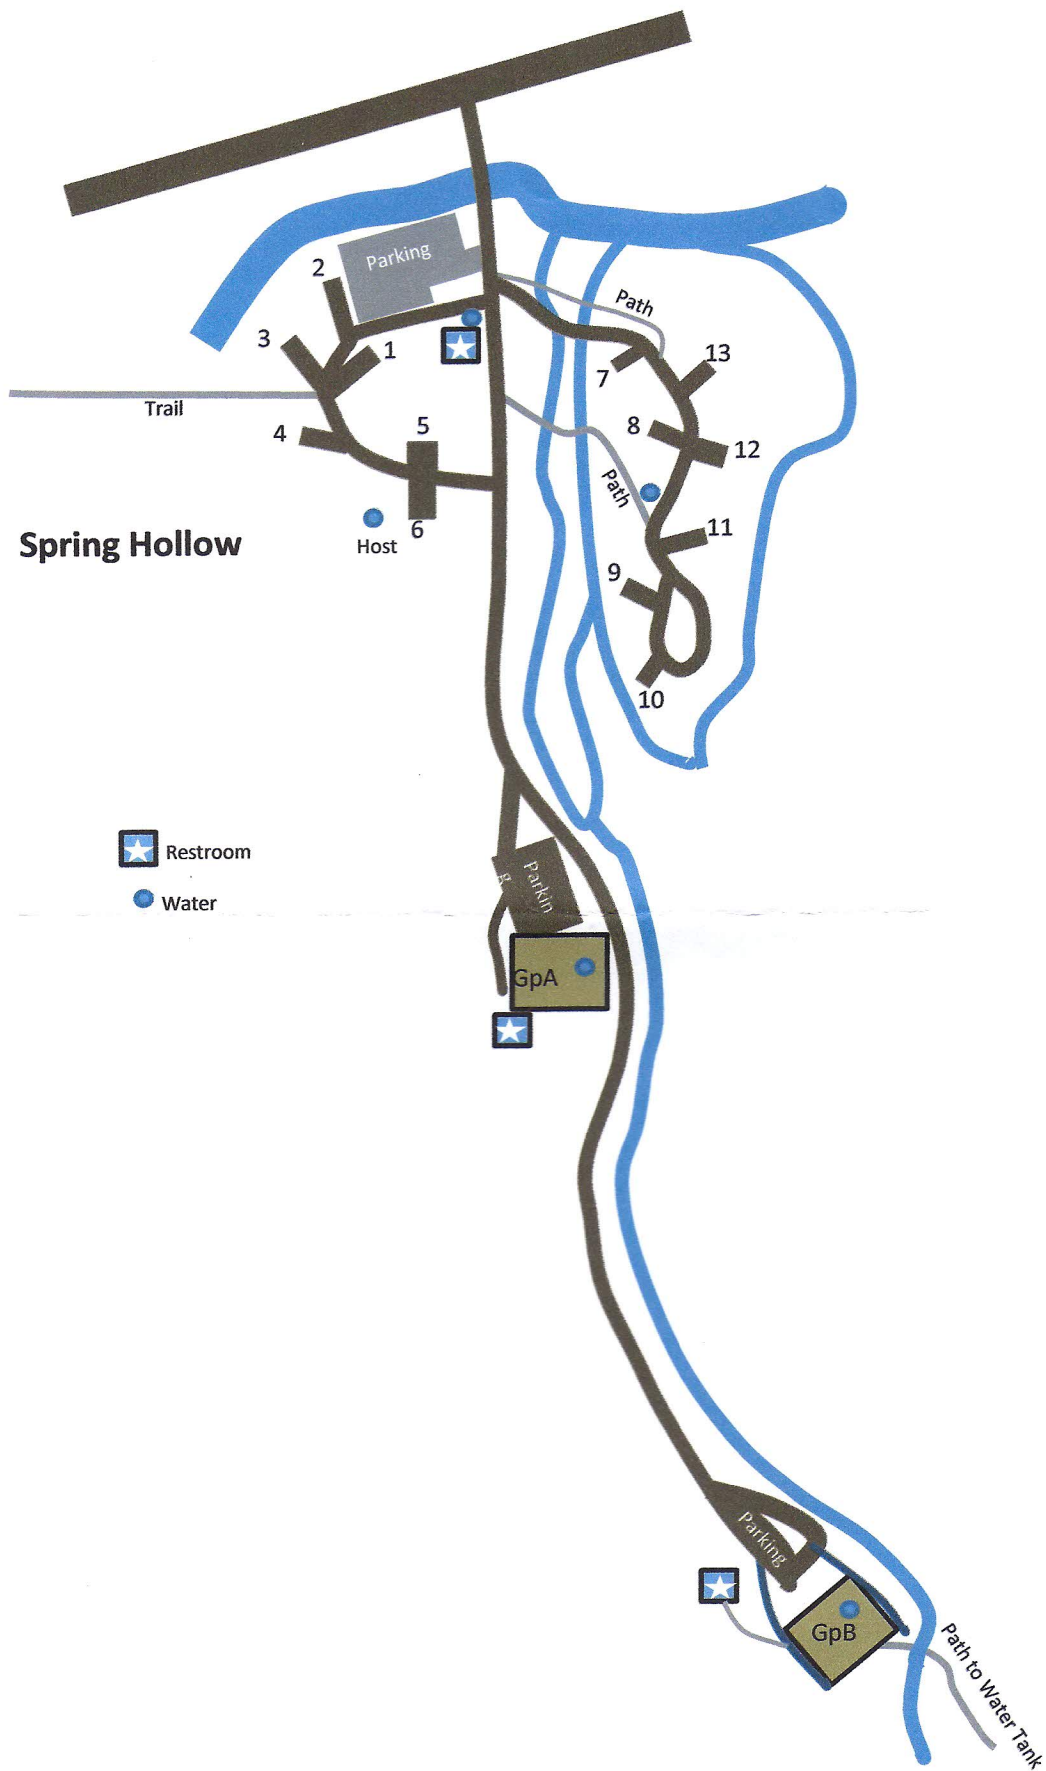 Parking
2
3
1
Path
13
7
Trail
4
5
8
12
Path
6
Host
11
Spring Hollow
9
10
Restroom
Water
Parkin
g
GpA
Parking
GpB
Path to Water Tank